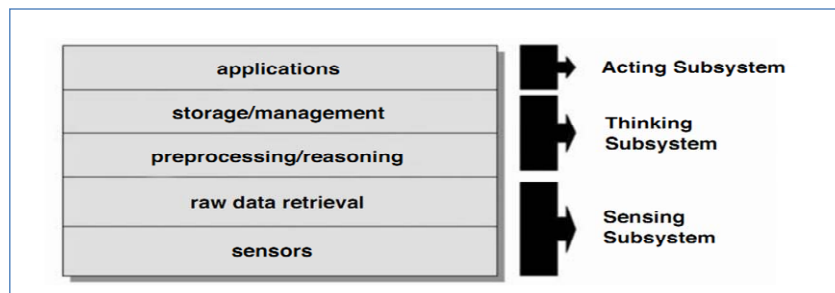 applications
Acting Subsystem
storage/management
Thinking
Subsystem
preprocessing/reasoning
raw data retrieval
Sensing
Subsystem
sensors